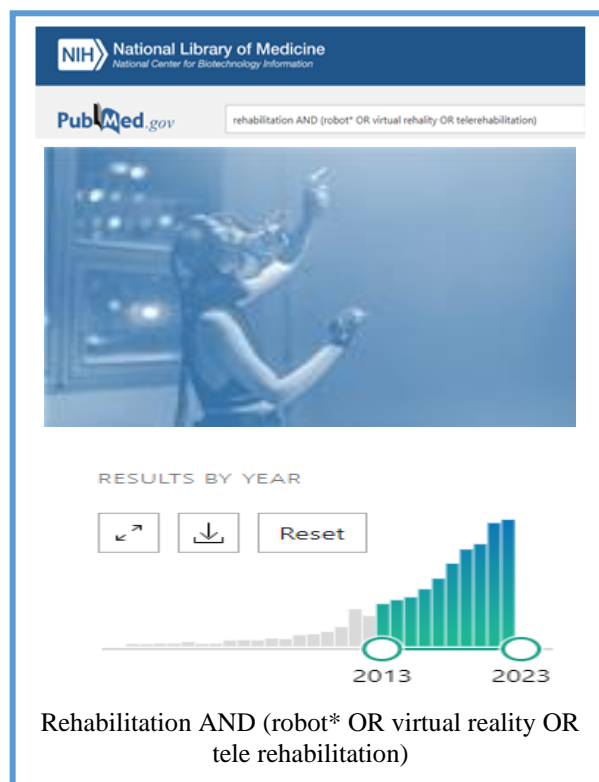 NIH National Library of Medicine
National Center for Biotechnology Information
PubMed.gov
rehabilitation AND (robot* OR virtual rehality OR telerehabilitation)
RESULTS BY YEAR
Reset
2013 2023
Rehabilitation AND (robot* OR virtual reality OR
tele rehabilitation)